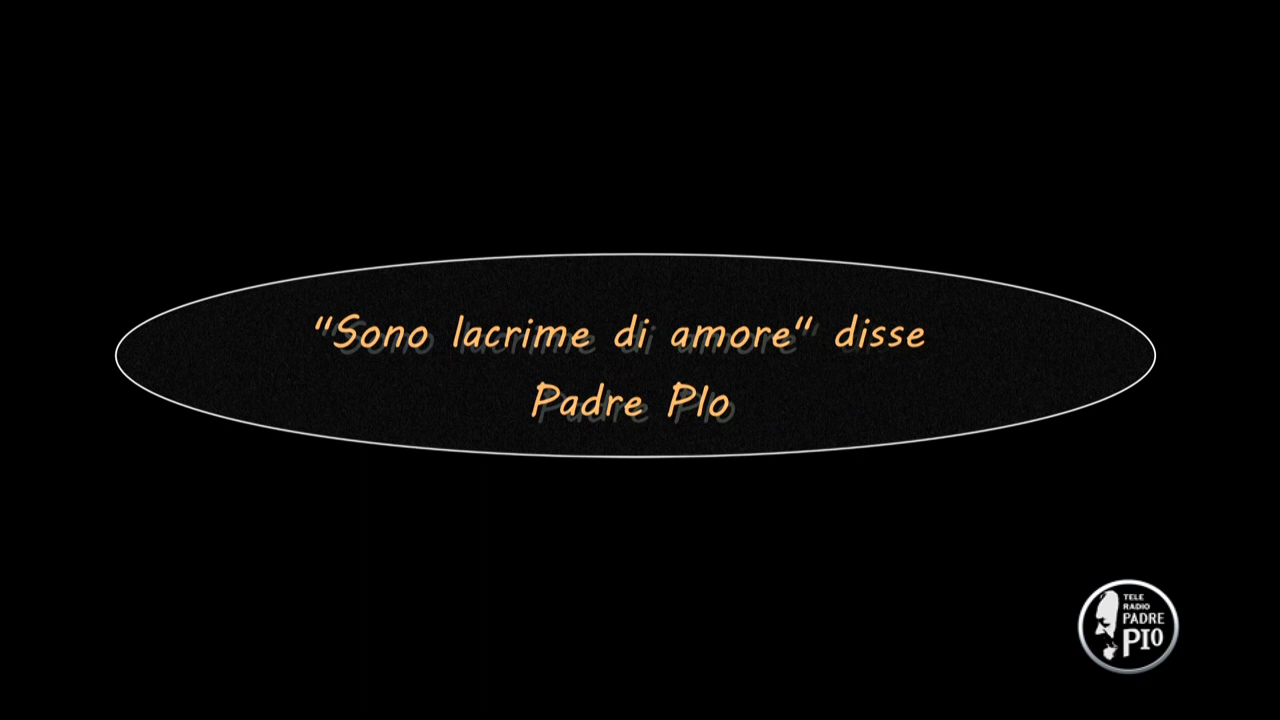 "Sono lacrime di amore" disse
Padre PIo
TELE
RADIO
PADRE
PIO